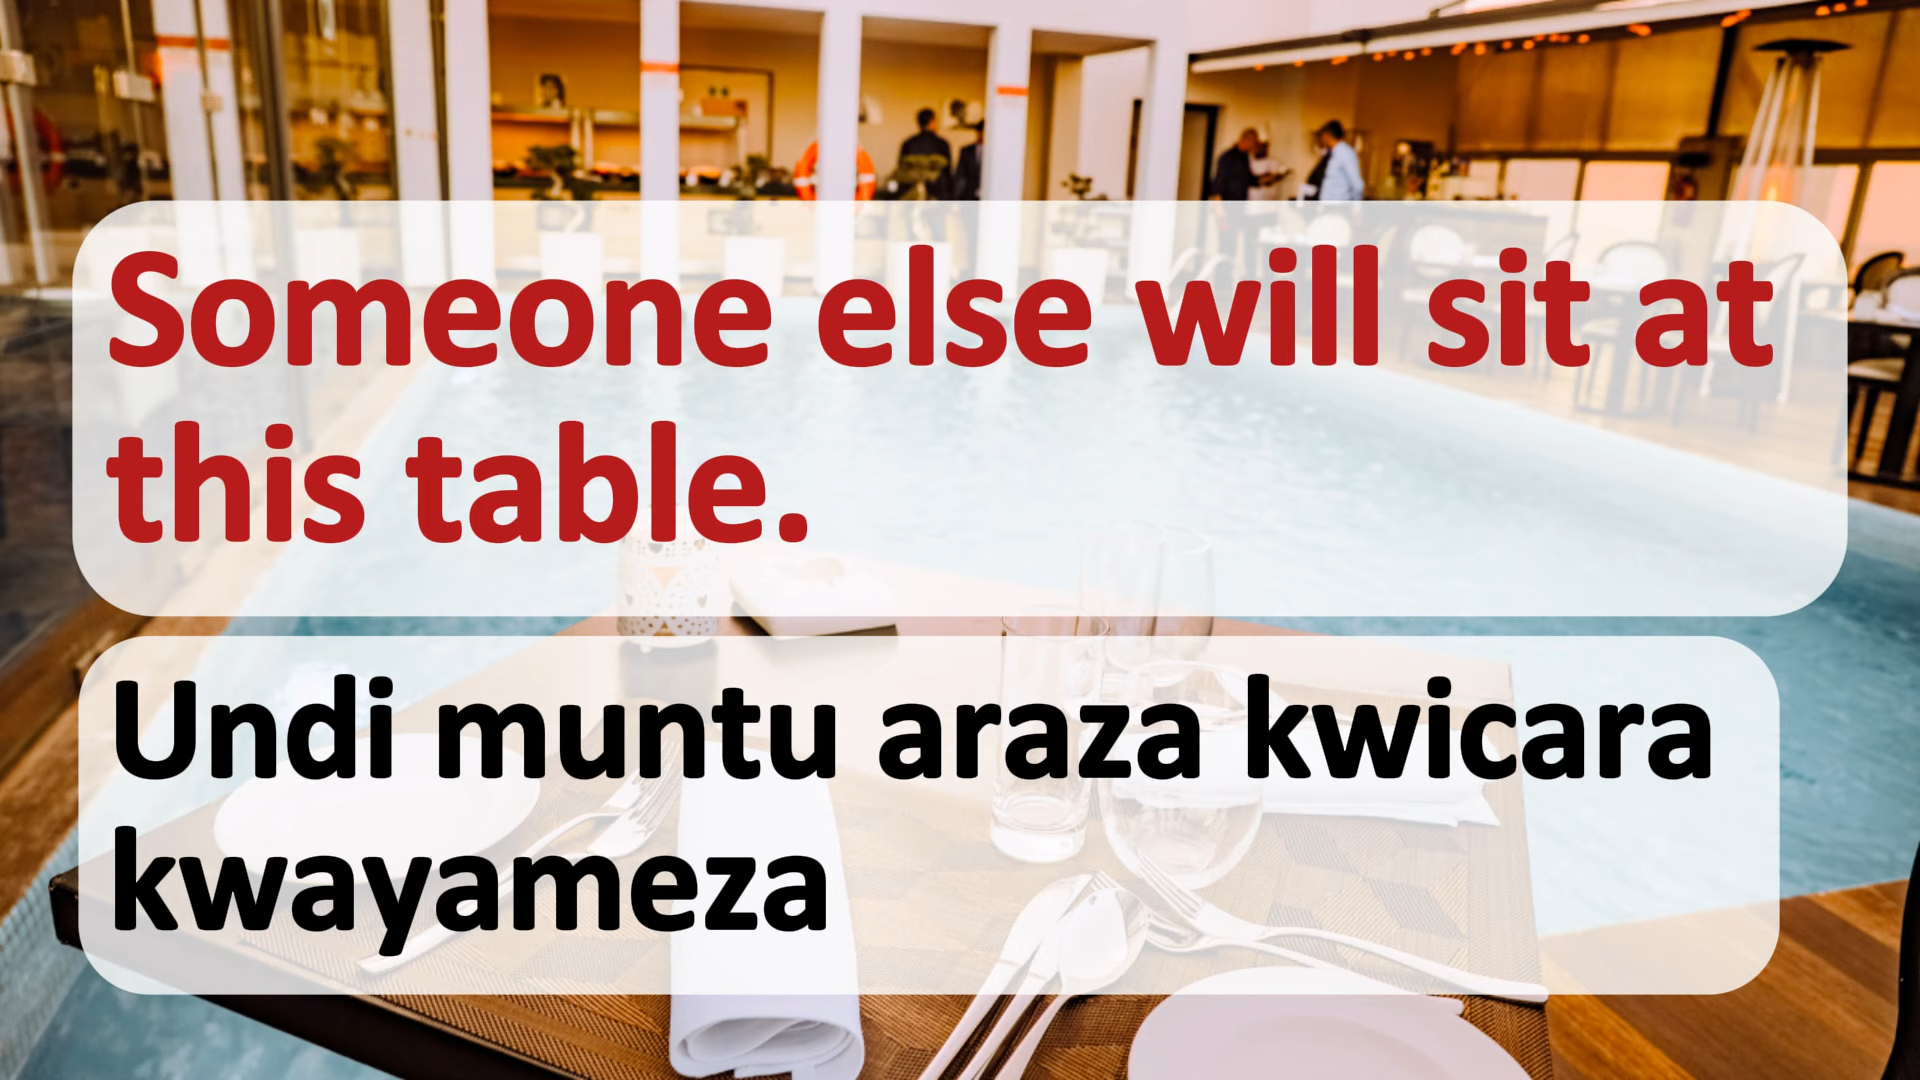 Someone else will sit at
this table.
Undi muntu araza kwicara
kwayameza